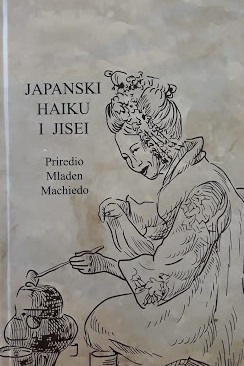 JAPANSKI
HAIKU
I JISEI
Priredio
Mladen
Machiedo